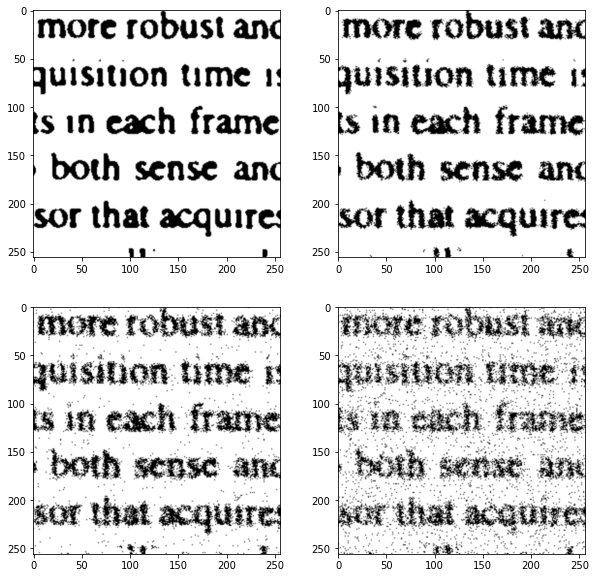 0
50
100
150
200
250
more robust and
quisition time is
ts in each frame
both sense and
sor that acquires
0 50 100 150 200 250
0
50
100
150
200
250
more robust and
quisition time is
ts in each frame
both sense and
sor that acquires
0 50 100 150 200 250
0
50
100
150
200
250
more robust and
quisition time is
ts in each frame
both sense and
sor that acquires
0 50 100 150 200 250
0
50
100
150
200
250
more robust and
quisition time is
ts in each frame
both sense and
sor that acquires
0 50 100 150 200 250